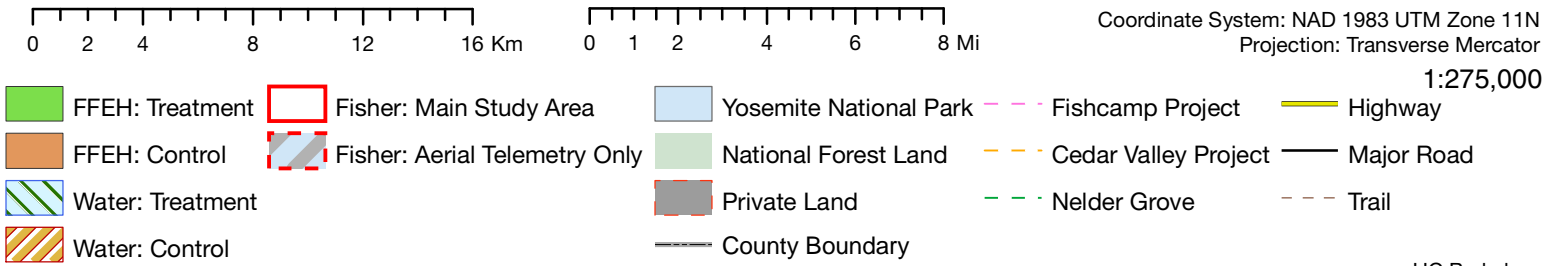 0 2 4 8 12 16 Km
0 1 2 4 6 8 Mi
Coordinate System: NAD 1983 UTM Zone 11N
Projection: Transverse Mercator
1:275,000
FFEH: Treatment
FFEH: Control
Water: Treatment
Water: Control
Fisher: Main Study Area
Fisher: Aerial Telemetry Only
Yosemite National Park
National Forest Land
Private Land
County Boundary
Fishcamp Project
Cedar Valley Project
Nelder Grove
Highway
Major Road
Trail